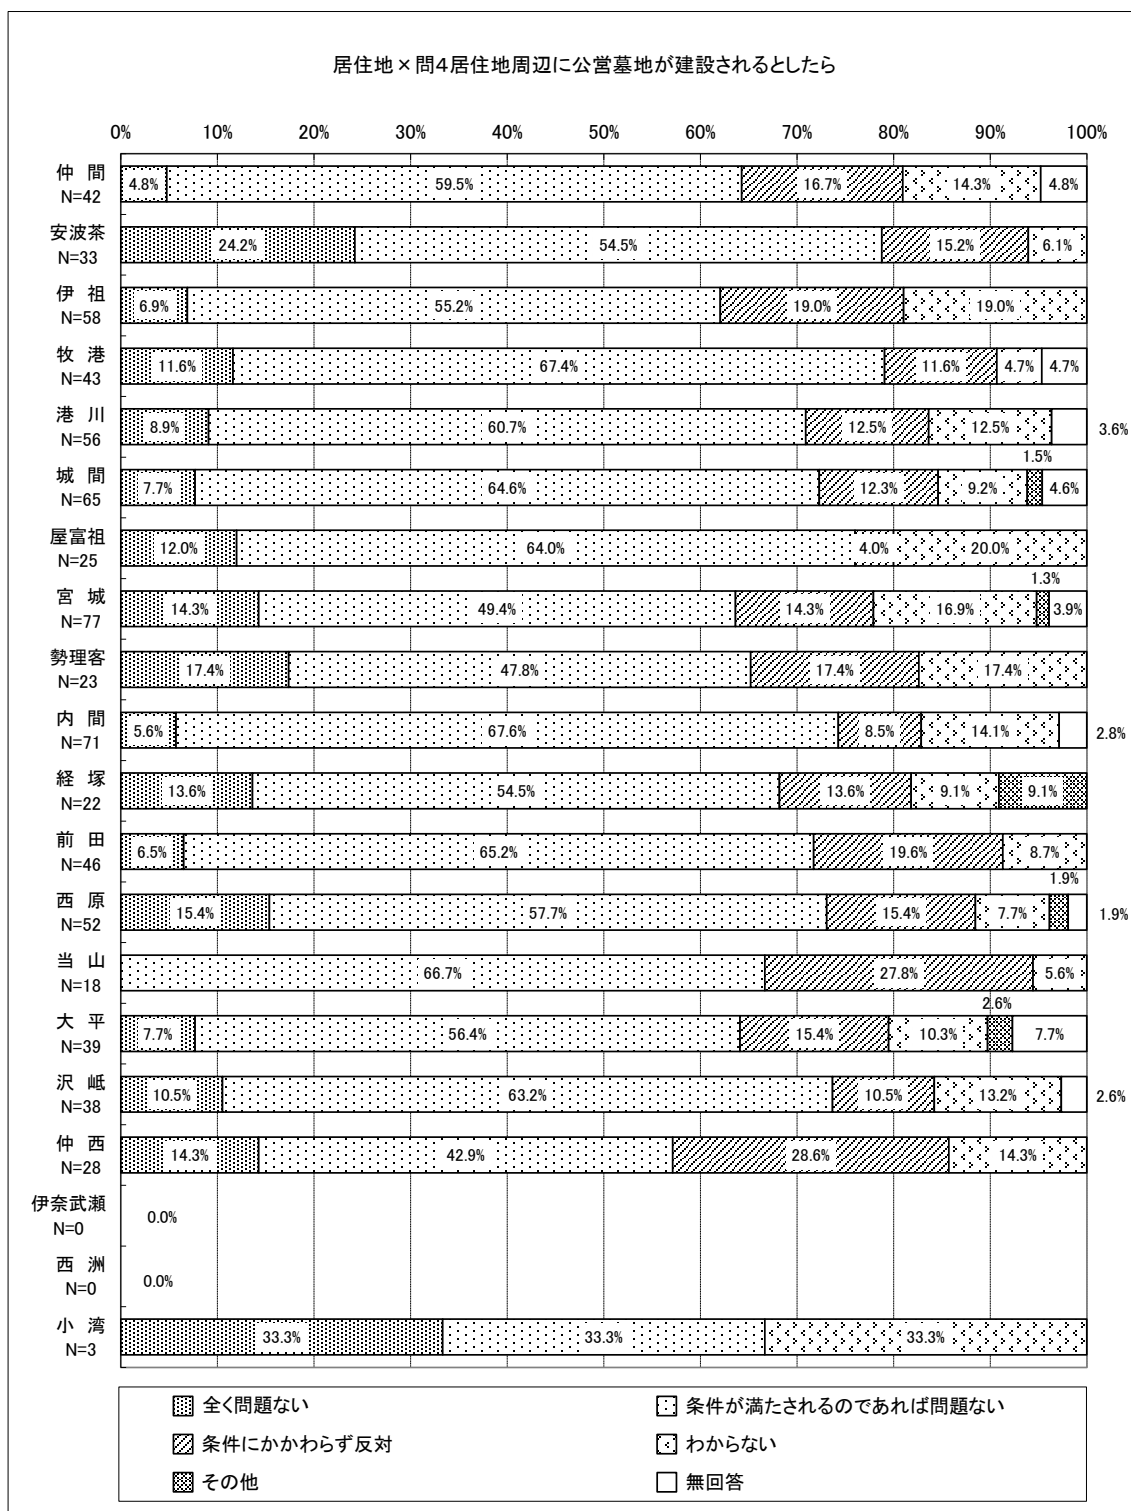 居住地×問4居住地周辺に公営墓地が建設されるとしたら
0% 10% 20% 30% 40% 50% 60% 70% 80% 90% 100%
仲 間
N=42
4.8% 59.5% 16.7% 14.3% 4.8%
安波茶
N=33
24.2% 54.5% 15.2% 6.1%
伊 祖
N=58
6.9% 55.2% 19.0% 19.0%
牧 港
N=43
11.6% 67.4% 11.6% 4.7% 4.7%
港 川
N=56
8.9% 60.7% 12.5% 12.5% 3.6%
城 間
N=65
7.7% 64.6% 12.3% 9.2% 1.5% 4.6%
屋富祖
N=25
12.0% 64.0% 4.0% 20.0%
宮 城
N=77
14.3% 49.4% 14.3% 16.9% 1.3% 3.9%
勢理客
N=23
17.4% 47.8% 17.4% 17.4%
内 間
N=71
5.6% 67.6% 8.5% 14.1% 2.8%
経 塚
N=22
13.6% 54.5% 13.6% 9.1% 9.1%
前 田
N=46
6.5% 65.2% 19.6% 8.7%
西 原
N=52
15.4% 57.7% 15.4% 7.7% 1.9% 1.9%
当 山
N=18
66.7% 27.8% 5.6%
大 平
N=39
7.7% 56.4% 15.4% 10.3% 2.6% 7.7%
沢 岻
N=38
10.5% 63.2% 10.5% 13.2% 2.6%
仲 西
N=28
14.3% 42.9% 28.6% 14.3%
伊奈武瀬
N=0
0.0%
西 洲
N=0
0.0%
小 湾
N=3
33.3% 33.3% 33.3%
全く問題ない 条件が満たされるのであれば問題ない
条件にかかわらず反対 わからない
その他 無回答